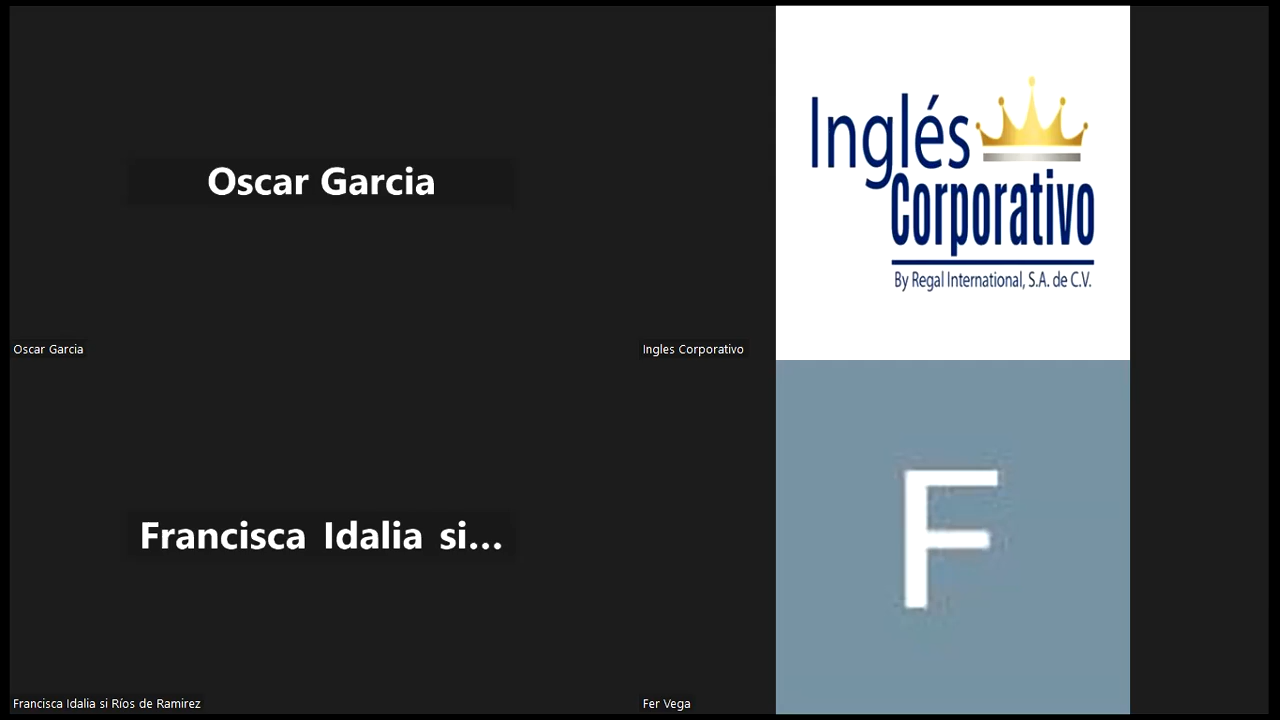 Oscar Garcia
Oscar Garcia
Inglés
Corporativo
By Regal International, S.A. de C.V.
Ingles Corporativo
Francisca Idalia si...
Francisca Idalia si Ríos de Ramirez
F
Fer Vega